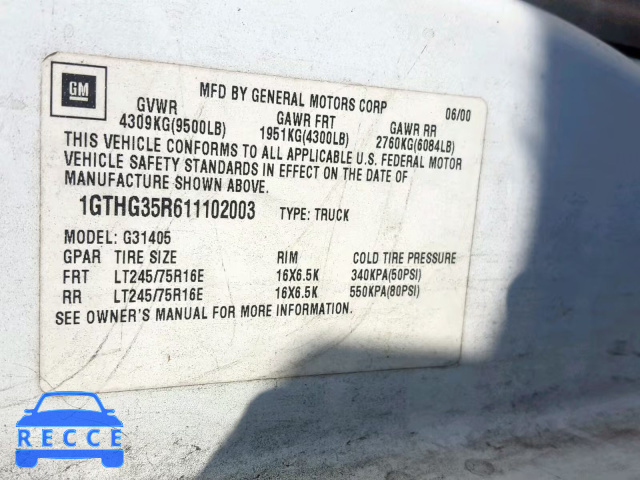 GM
MFD BY GENERAL MOTORS CORP 06/00
GVWR GAWR FRT GAWR RR
4309KG(9500LB) 1951KG(4300LB) 2760KG(6084LB)
THIS VEHICLE CONFORMS TO ALL APPLICABLE U.S. FEDERAL MOTOR
VEHICLE SAFETY STANDARDS IN EFFECT ON THE DATE OF
MANUFACTURE SHOWN ABOVE.
1GTHG35R611102003 TYPE: TRUCK
MODEL: G31405
GPAR TIRE SIZE RIM COLD TIRE PRESSURE
FRT LT245/75R16E 16X6.5K 340KPA(50PSI)
RR LT245/75R16E 16X6.5K 550KPA(80PSI)
SEE OWNER'S MANUAL FOR MORE INFORMATION.
RECCE